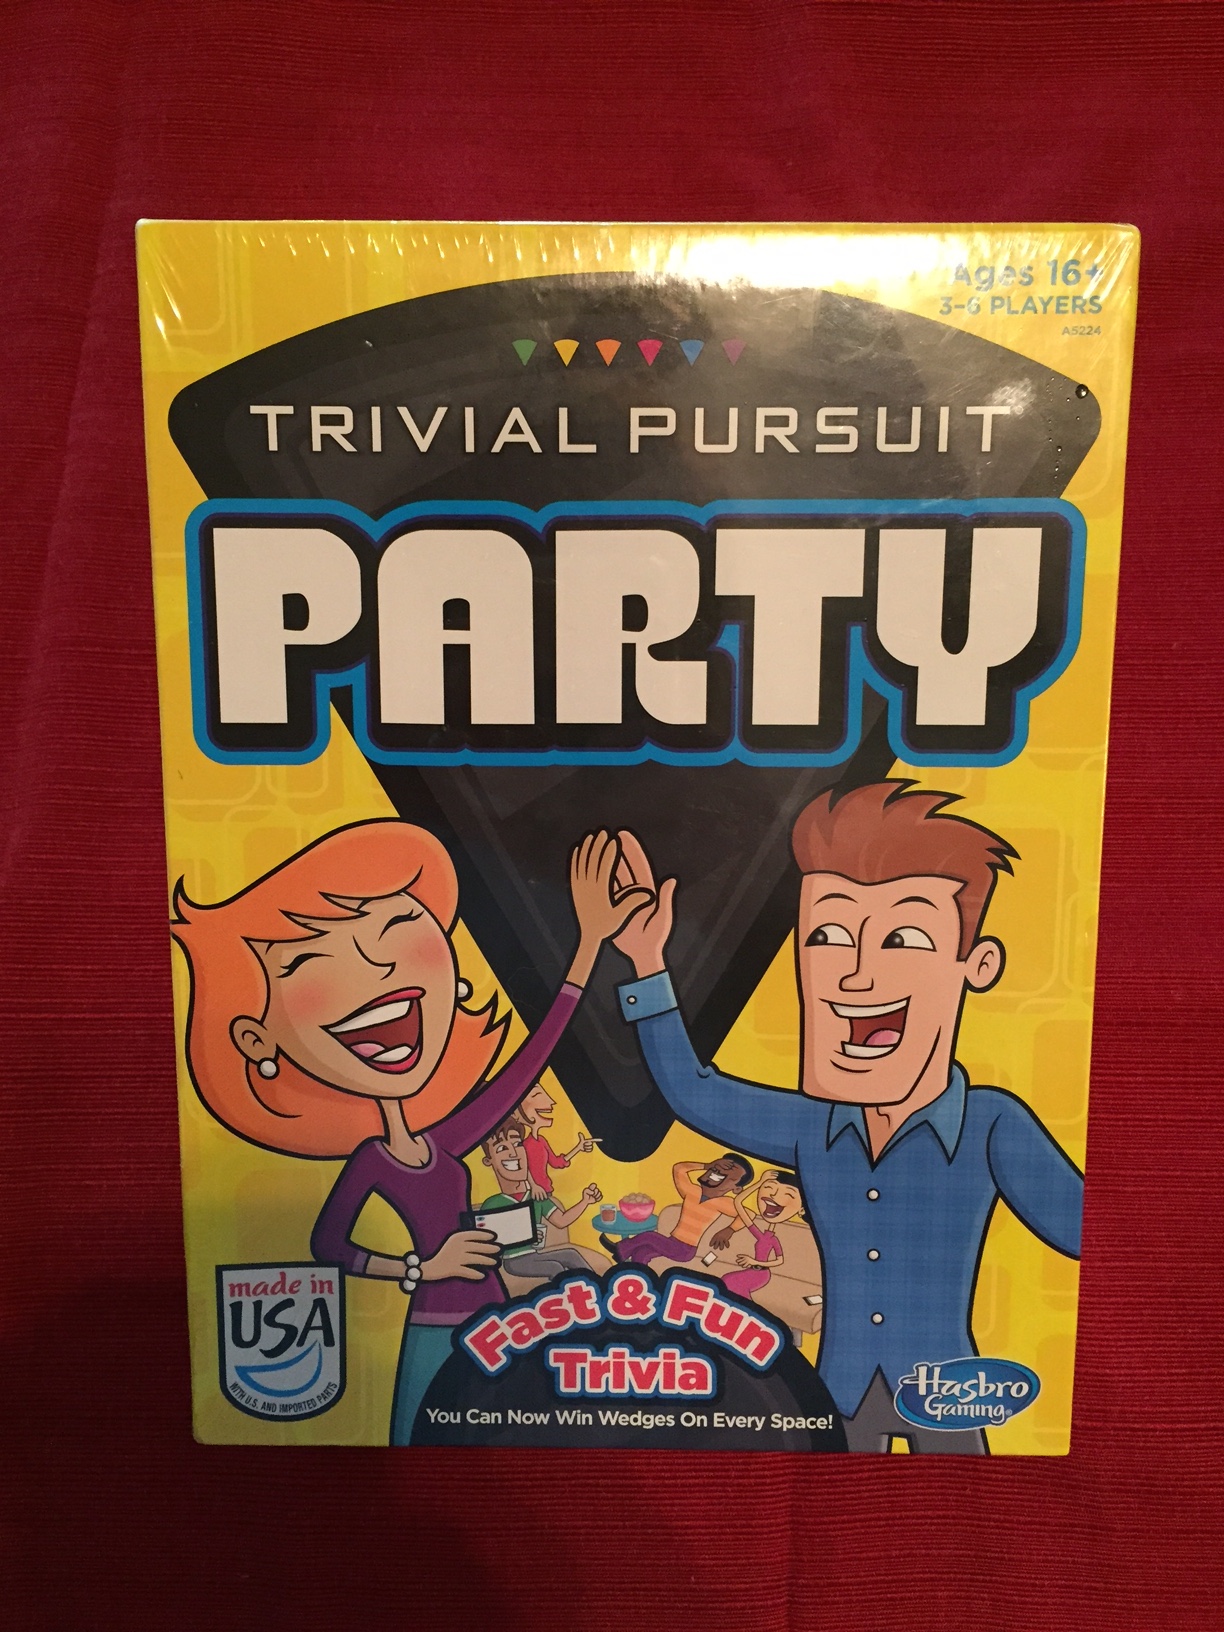 Ages 16+
3-6 PLAYERS
A5224
TRIVIAL PURSUIT
PARTY
made in
USA
WITH U.S. AND IMPORTED PARTS
Fast & Fun
Trivia
You Can Now Win Wedges On Every Space!
Hasbro
Gaming